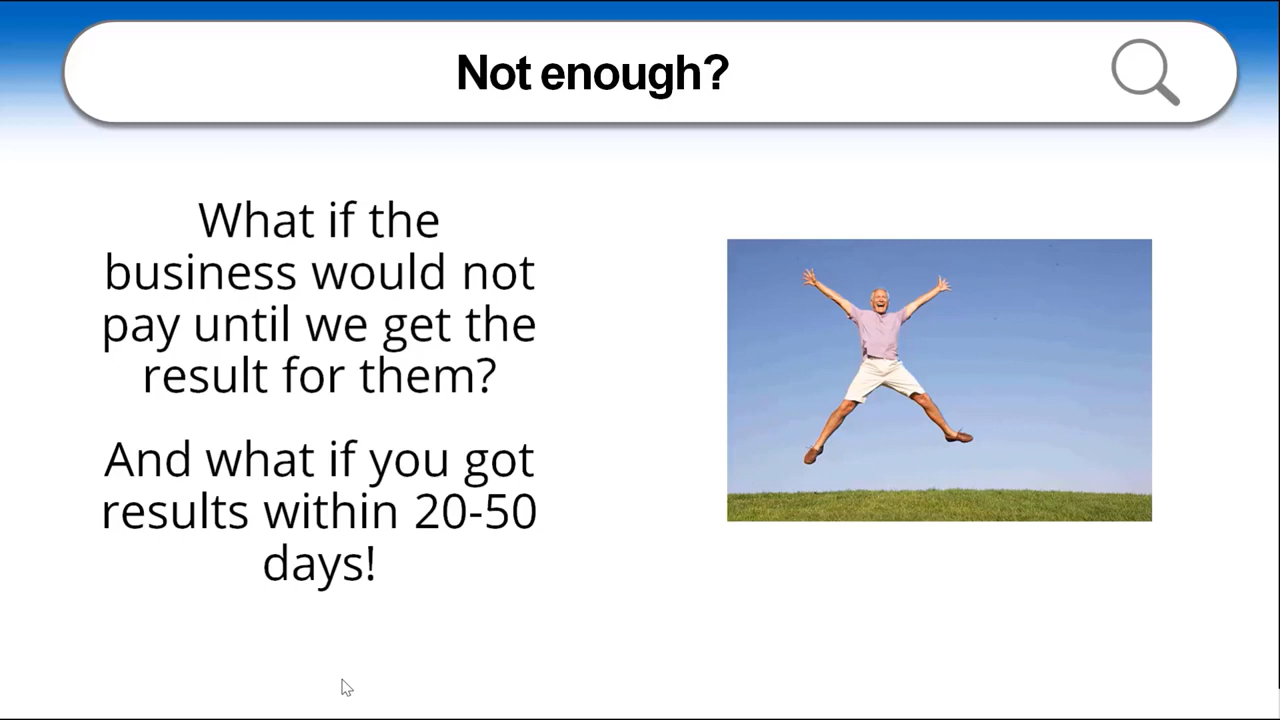 Not enough?
What if the
business would not
pay until we get the
result for them?
And what if you got
results within 20-50
days!